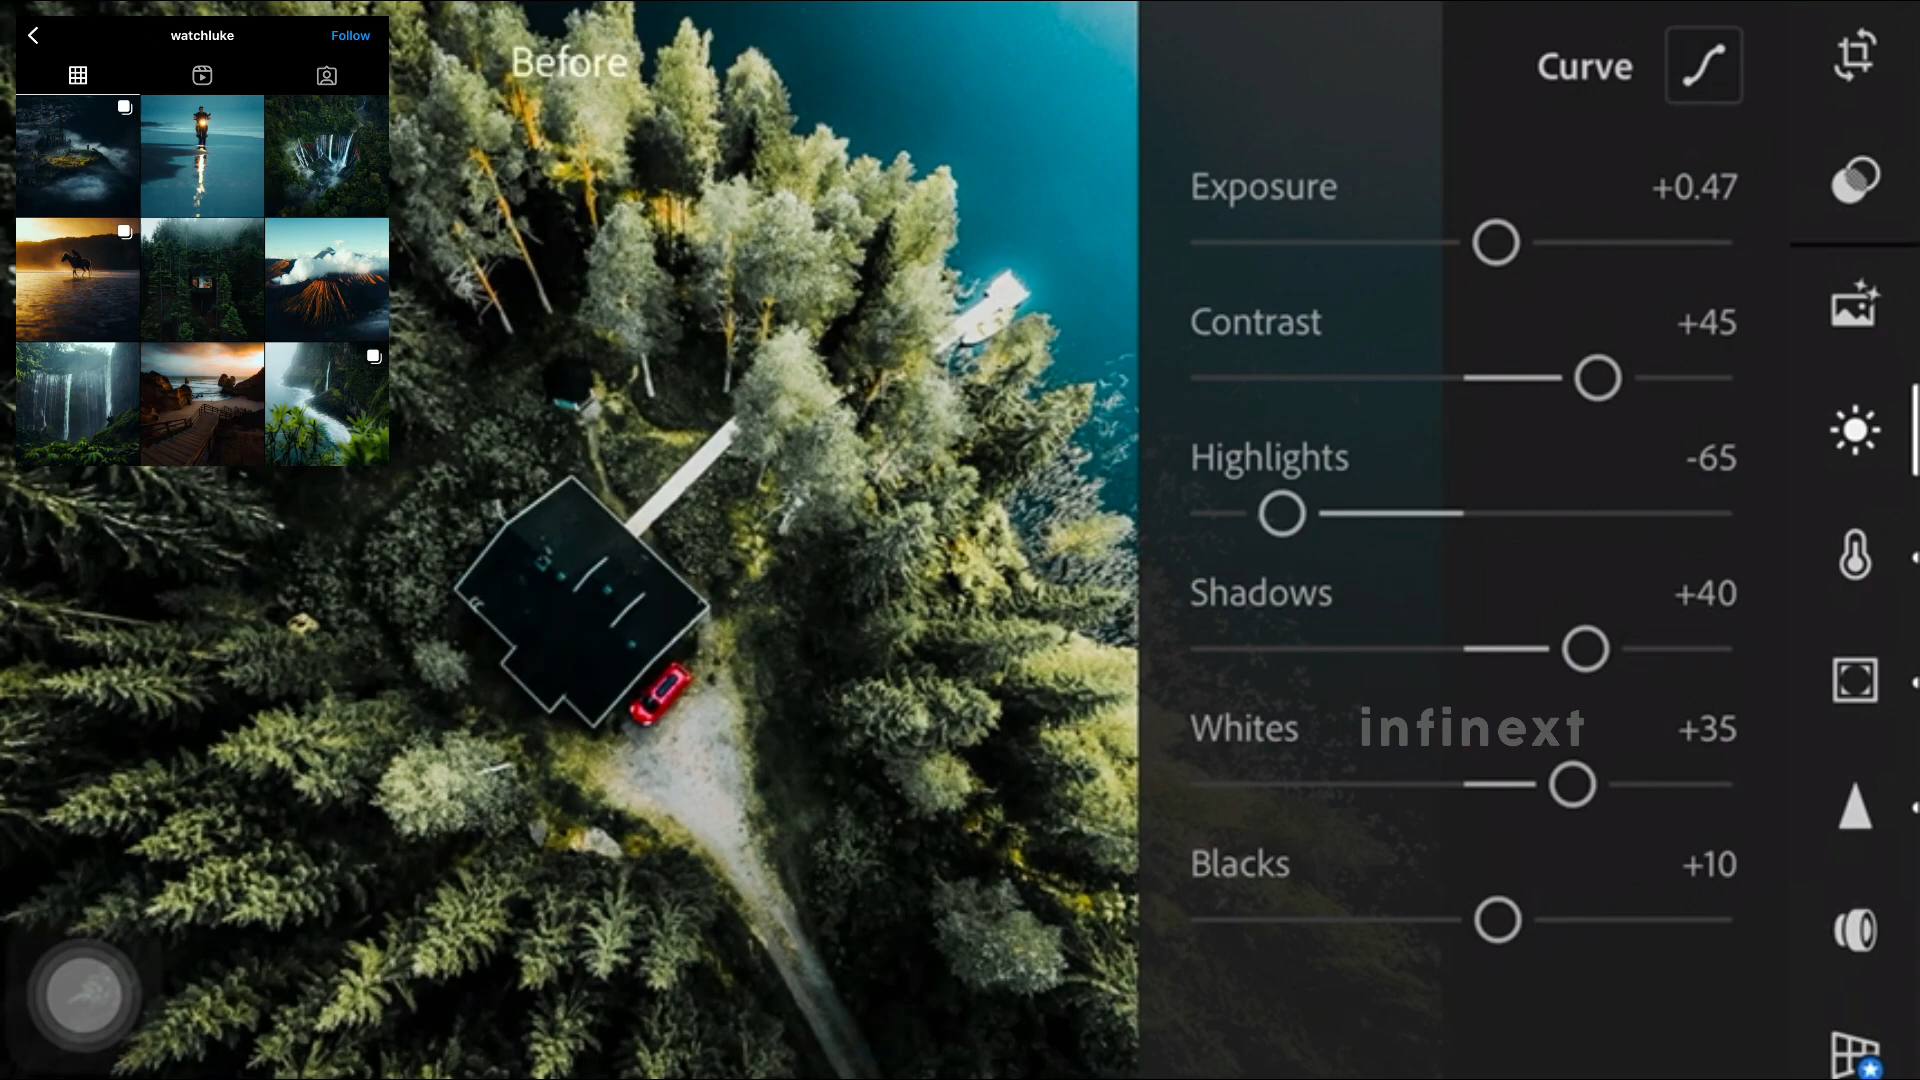 watchluke
Follow
Before
Curve
Exposure +0.47
Contrast +45
Highlights -65
Shadows +40
Whites +35
infinext
Blacks +10